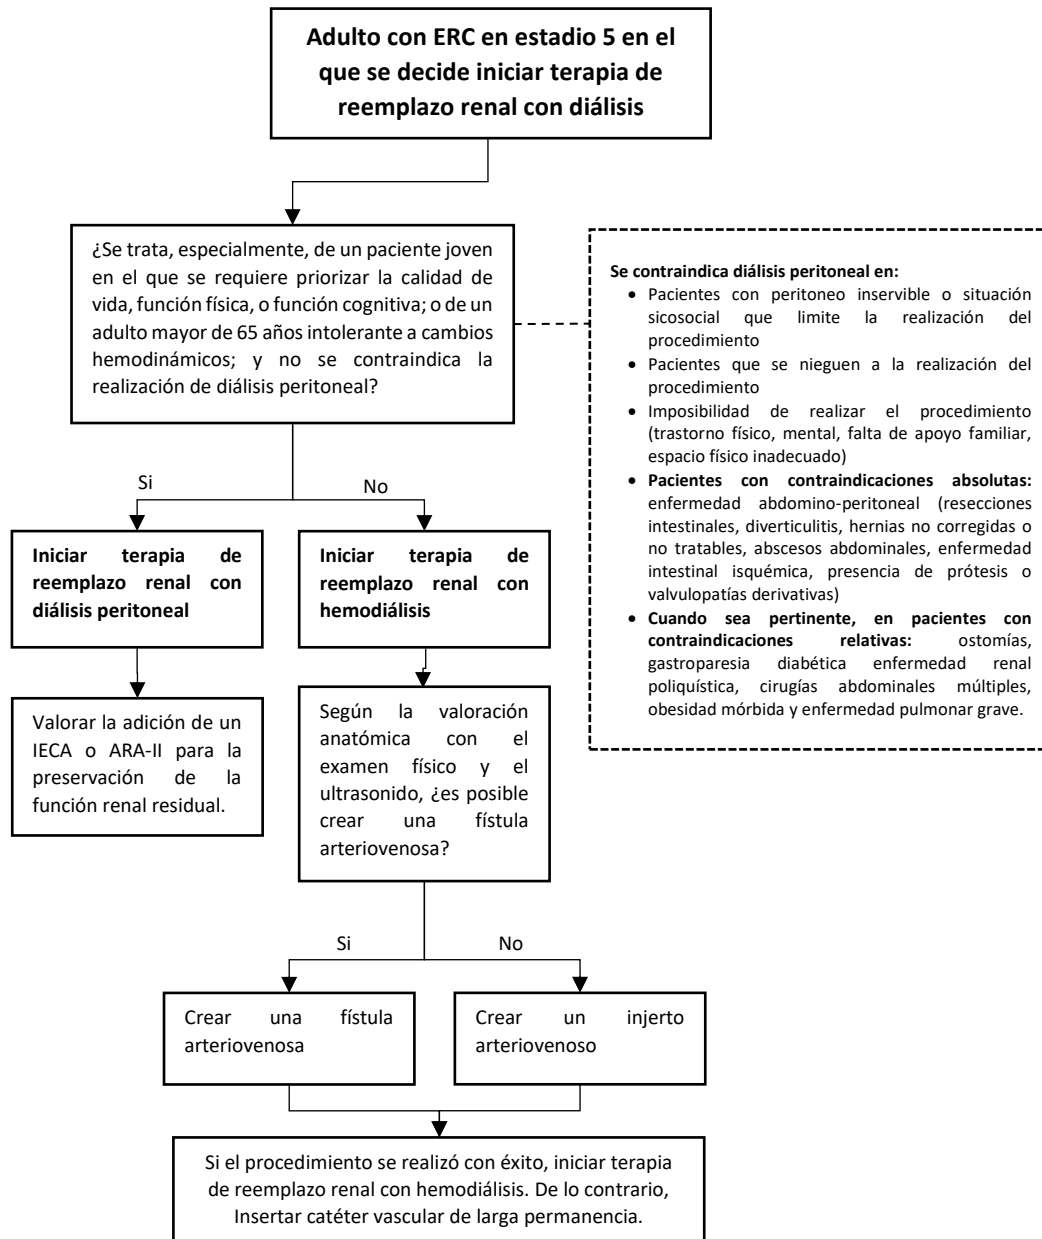 Adulto con ERC en estadio 5 en el
que se decide iniciar terapia de
reemplazo renal con diálisis
¿Se trata, especialmente, de un paciente joven
en el que se requiere priorizar la calidad de
vida, función física, o función cognitiva; o de un
adulto mayor de 65 años intolerante a cambios
hemodinámicos; y no se contraindica la
realización de diálisis peritoneal?
Se contraindica diálisis peritoneal en:
• Pacientes con peritoneo inservible o situación
sicosocial que limite la realización del
procedimiento
• Pacientes que se nieguen a la realización del
procedimiento
• Imposibilidad de realizar el procedimiento
(trastorno físico, mental, falta de apoyo familiar,
espacio físico inadecuado)
• Pacientes con contraindicaciones absolutas:
enfermedad abdomino-peritoneal (resecciones
intestinales, diverticulitis, hernias no corregidas o
no tratables, abscesos abdominales, enfermedad
intestinal isquémica, presencia de prótesis o
valvulopatías derivativas)
• Cuando sea pertinente, en pacientes con
contraindicaciones relativas: ostomías,
gastroparesia diabética enfermedad renal
poliquística, cirugías abdominales múltiples,
obesidad mórbida y enfermedad pulmonar grave.
Si
No
Iniciar terapia de
reemplazo renal con
diálisis peritoneal
Iniciar terapia de
reemplazo renal con
hemodiálisis
Valorar la adición de un
IECA o ARA-II para la
preservación de la
función renal residual.
Según la valoración
anatómica con el
examen físico y el
ultrasonido, ¿es posible
crear una fístula
arteriovenosa?
Si
No
Crear una fístula
arteriovenosa
Crear un injerto
arteriovenoso
Si el procedimiento se realizó con éxito, iniciar terapia
de reemplazo renal con hemodiálisis. De lo contrario,
Insertar catéter vascular de larga permanencia.